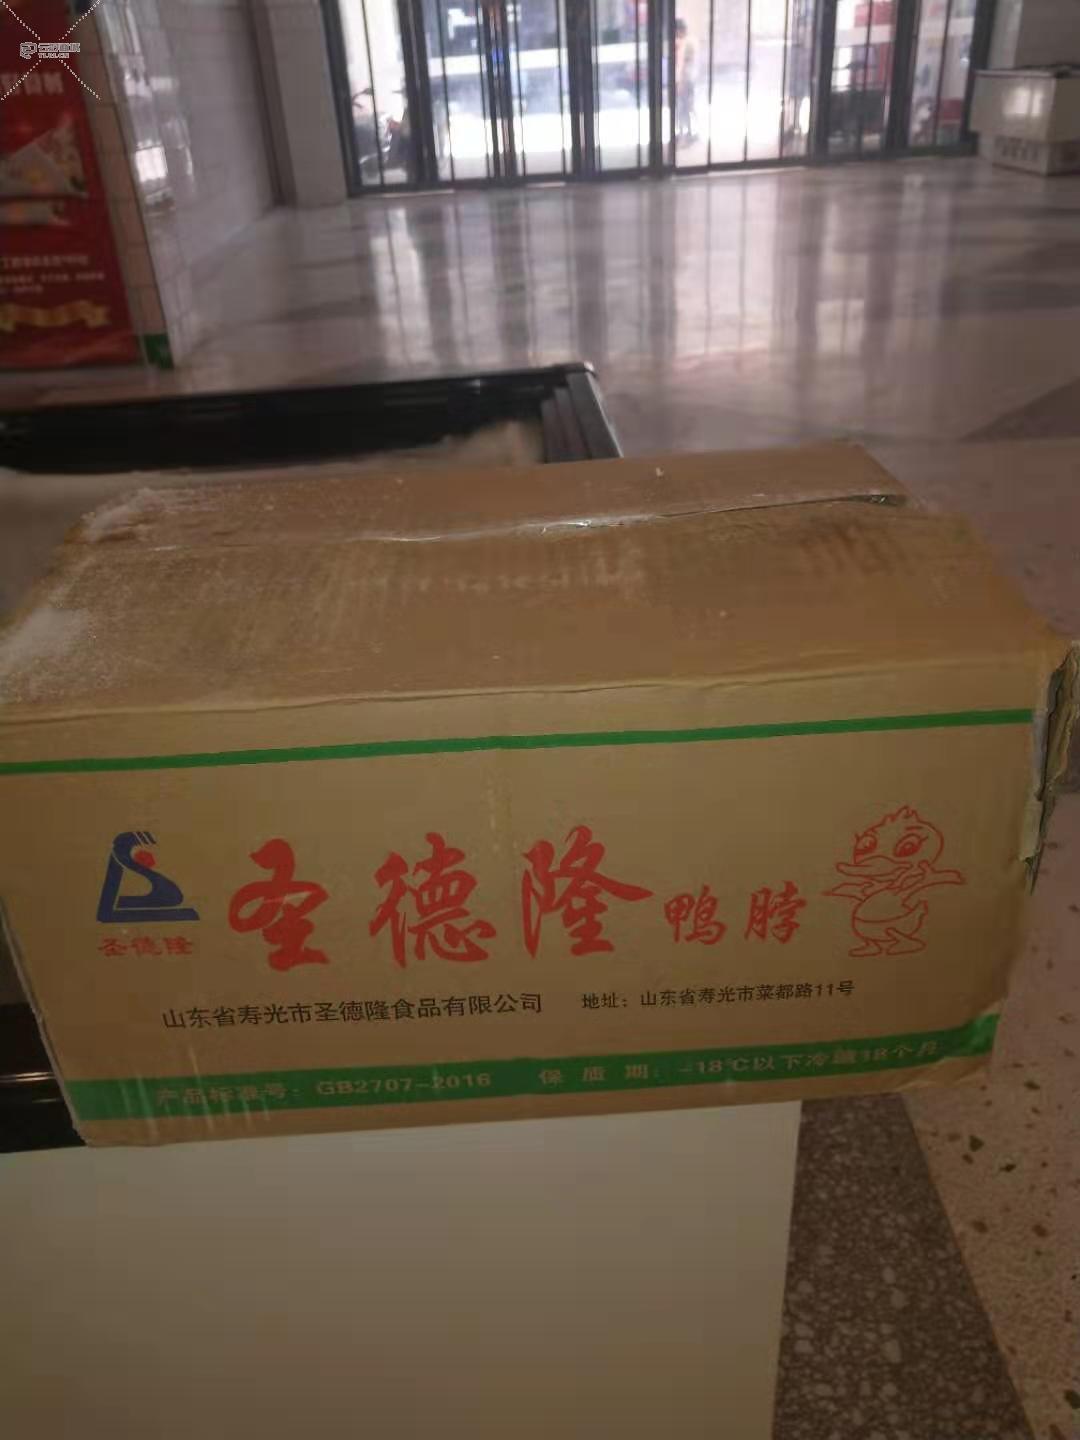 圣德隆
圣德隆 鸭脖
山东省寿光市圣德隆食品有限公司 地址：山东省寿光市菜都路11号
产品标准号：GB2707-2016 保质期：-18℃以下冷藏18个月